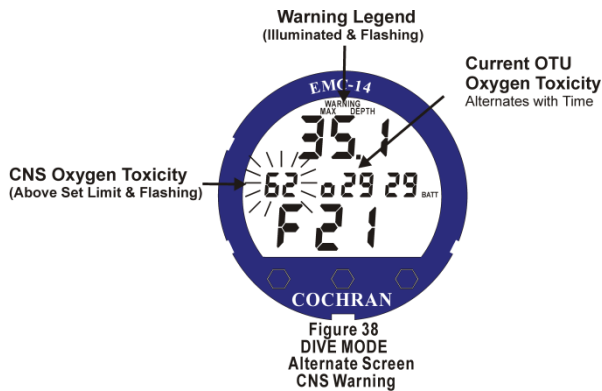 Warning Legend
(Illuminated & Flashing)
Current OTU
Oxygen Toxicity
Alternates with Time
EMC-14
WARNING
MAX DEPTH
35.1
CNS Oxygen Toxicity
(Above Set Limit & Flashing)
62 o29 29 BATT
F21
COCHRAN
Figure 38
DIVE MODE
Alternate Screen
CNS Warning